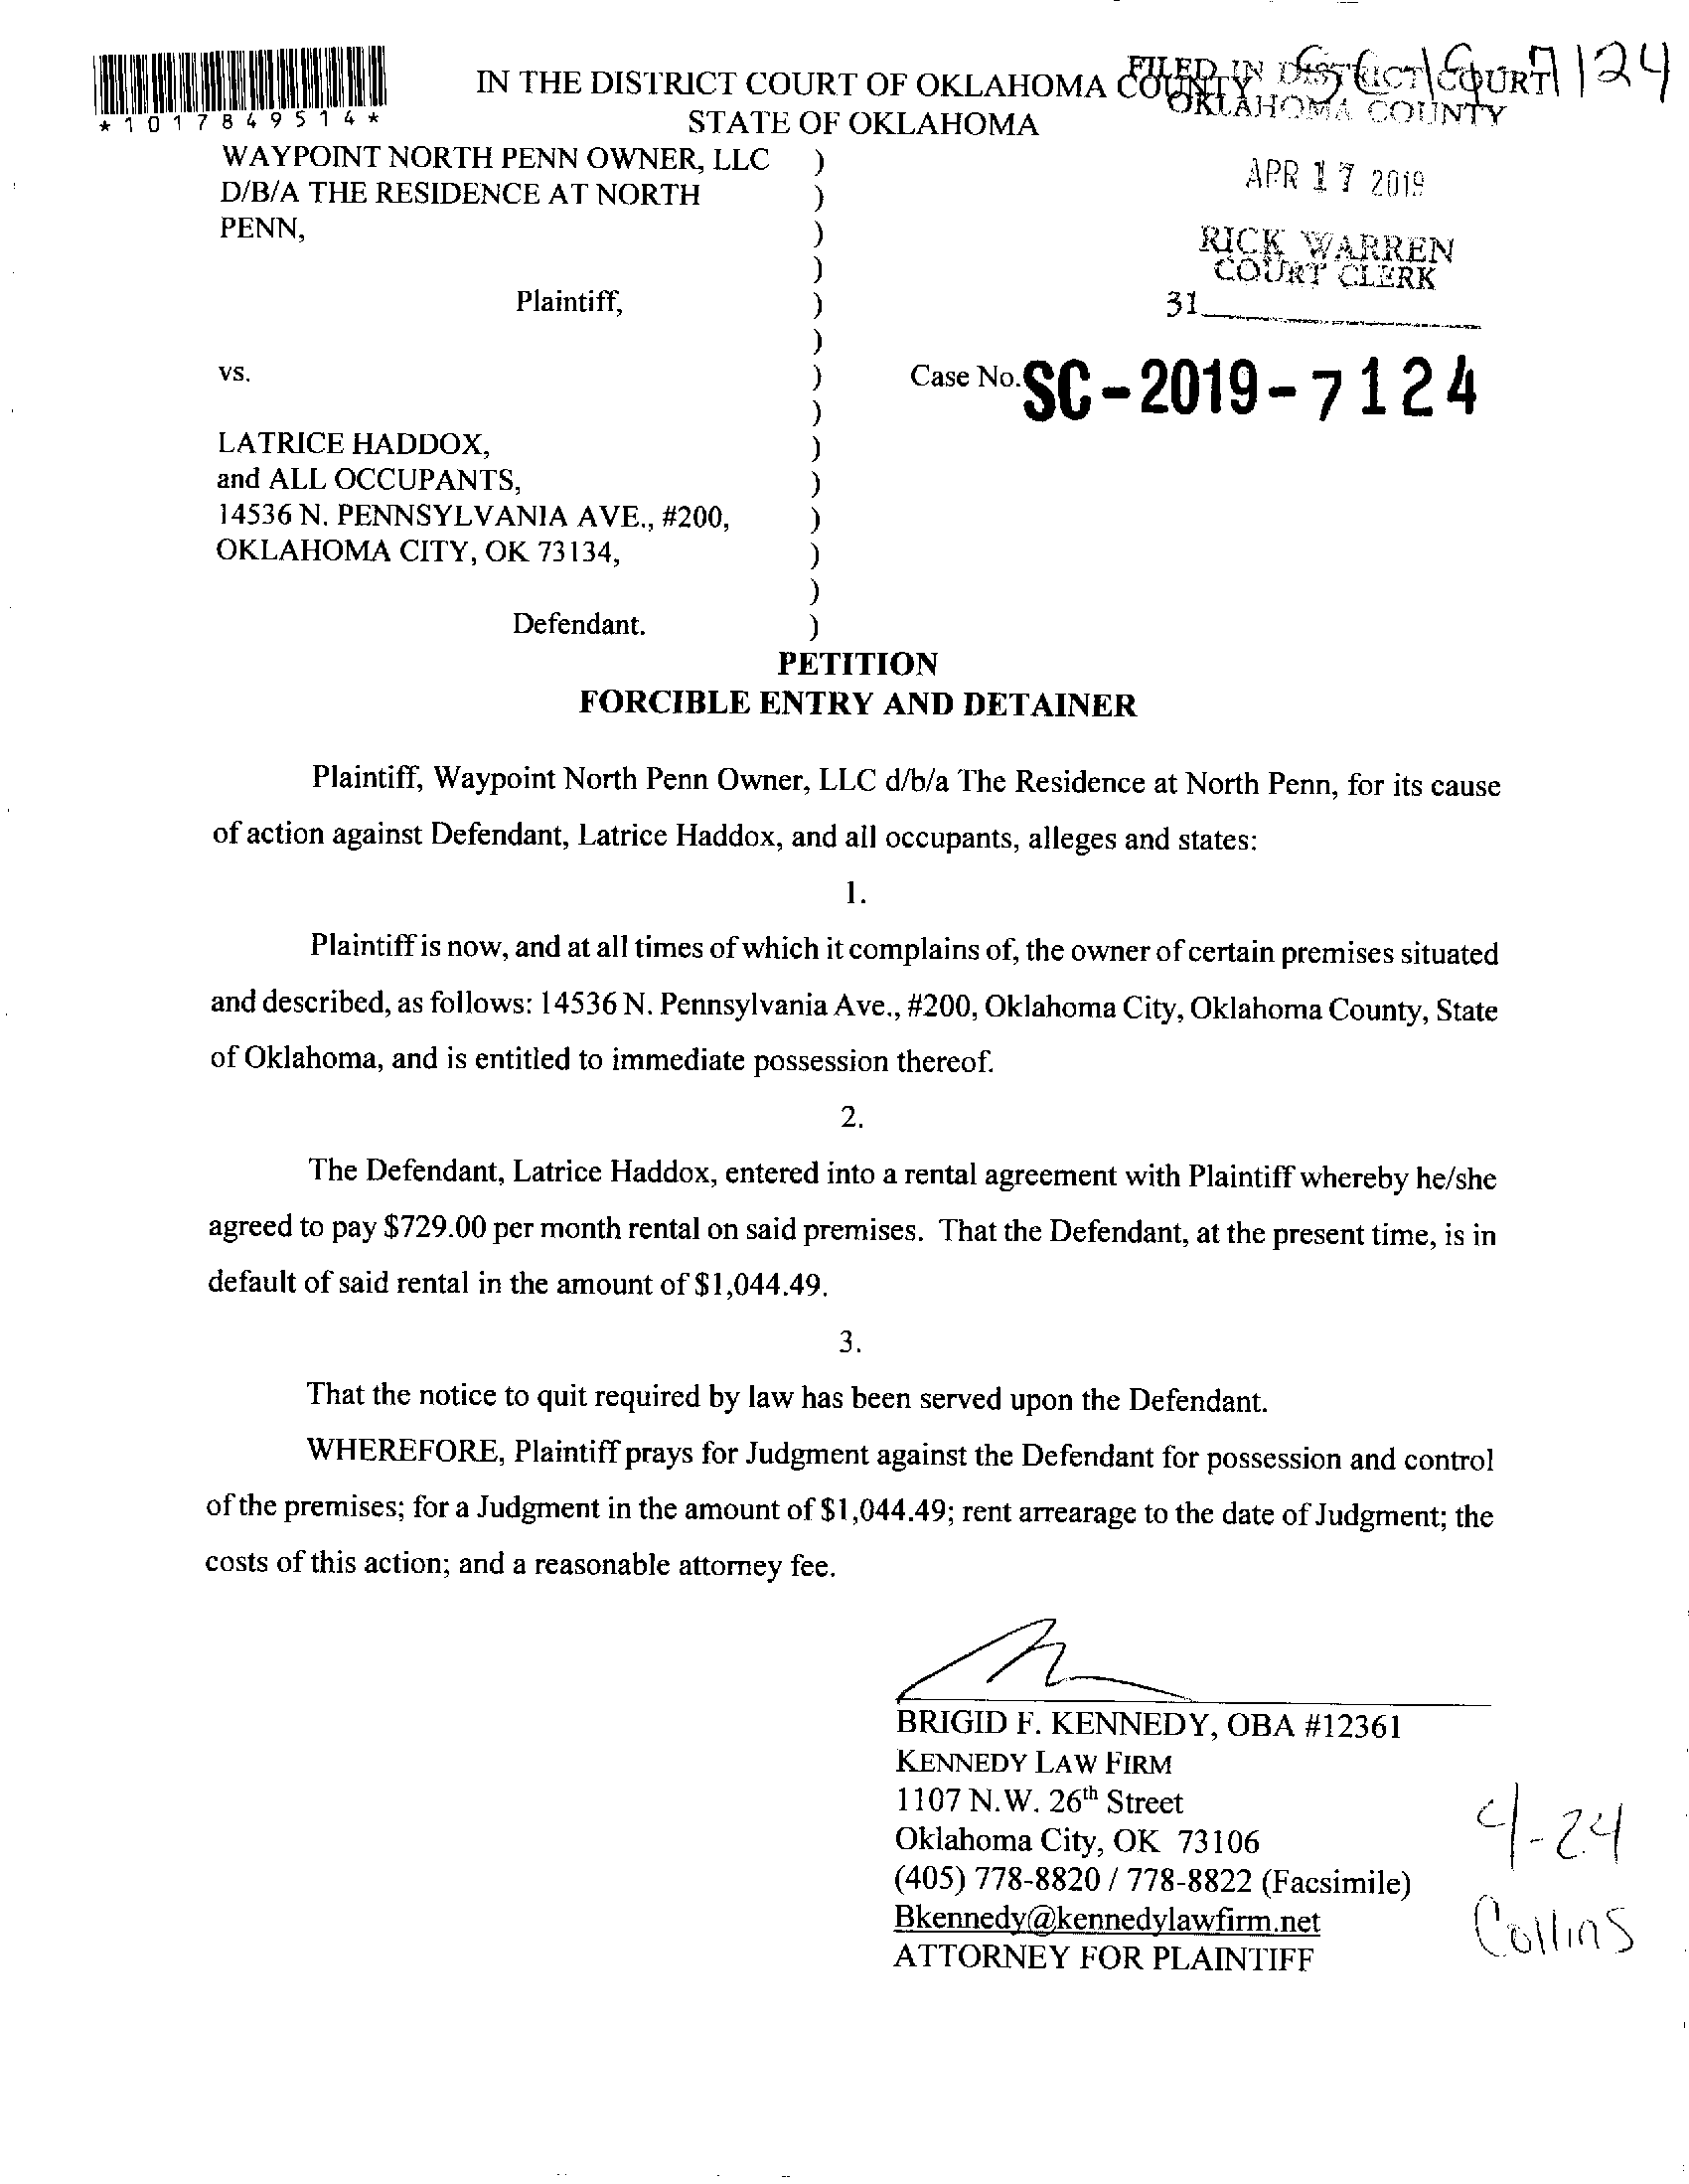 IN THE DISTRICT COURT OF OKLAHOMA COUNTY
STATE OF OKLAHOMA
FILED IN DISTRICT COURT
OKLAHOMA COUNTY
7124
*1017849514*
APR 17 2019
RICK WARREN
COURT CLERK
31
WAYPOINT NORTH PENN OWNER, LLC )
D/B/A THE RESIDENCE AT NORTH )
PENN, )
)
Plaintiff, )
)
vs. )
Case No. SC-2019-7124
)
LATRICE HADDOX, )
and ALL OCCUPANTS, )
14536 N. PENNSYLVANIA AVE., #200, )
OKLAHOMA CITY, OK 73134, )
)
Defendant. )
PETITION
FORCIBLE ENTRY AND DETAINER
Plaintiff, Waypoint North Penn Owner, LLC d/b/a The Residence at North Penn, for its cause
of action against Defendant, Latrice Haddox, and all occupants, alleges and states:
1.
Plaintiff is now, and at all times of which it complains of, the owner of certain premises situated
and described, as follows: 14536 N. Pennsylvania Ave., #200, Oklahoma City, Oklahoma County, State
of Oklahoma, and is entitled to immediate possession thereof.
2.
The Defendant, Latrice Haddox, entered into a rental agreement with Plaintiff whereby he/she
agreed to pay $729.00 per month rental on said premises. That the Defendant, at the present time, is in
default of said rental in the amount of $1,044.49.
3.
That the notice to quit required by law has been served upon the Defendant.
WHEREFORE, Plaintiff prays for Judgment against the Defendant for possession and control
of the premises; for a Judgment in the amount of $1,044.49; rent arrearage to the date of Judgment; the
costs of this action; and a reasonable attorney fee.
BRIGID F. KENNEDY, OBA #12361
KENNEDY LAW FIRM
1107 N.W. 26th Street
Oklahoma City, OK 73106
(405) 778-8820 / 778-8822 (Facsimile)
Bkennedy@kennedylawfirm.net
ATTORNEY FOR PLAINTIFF
4-24
Collins